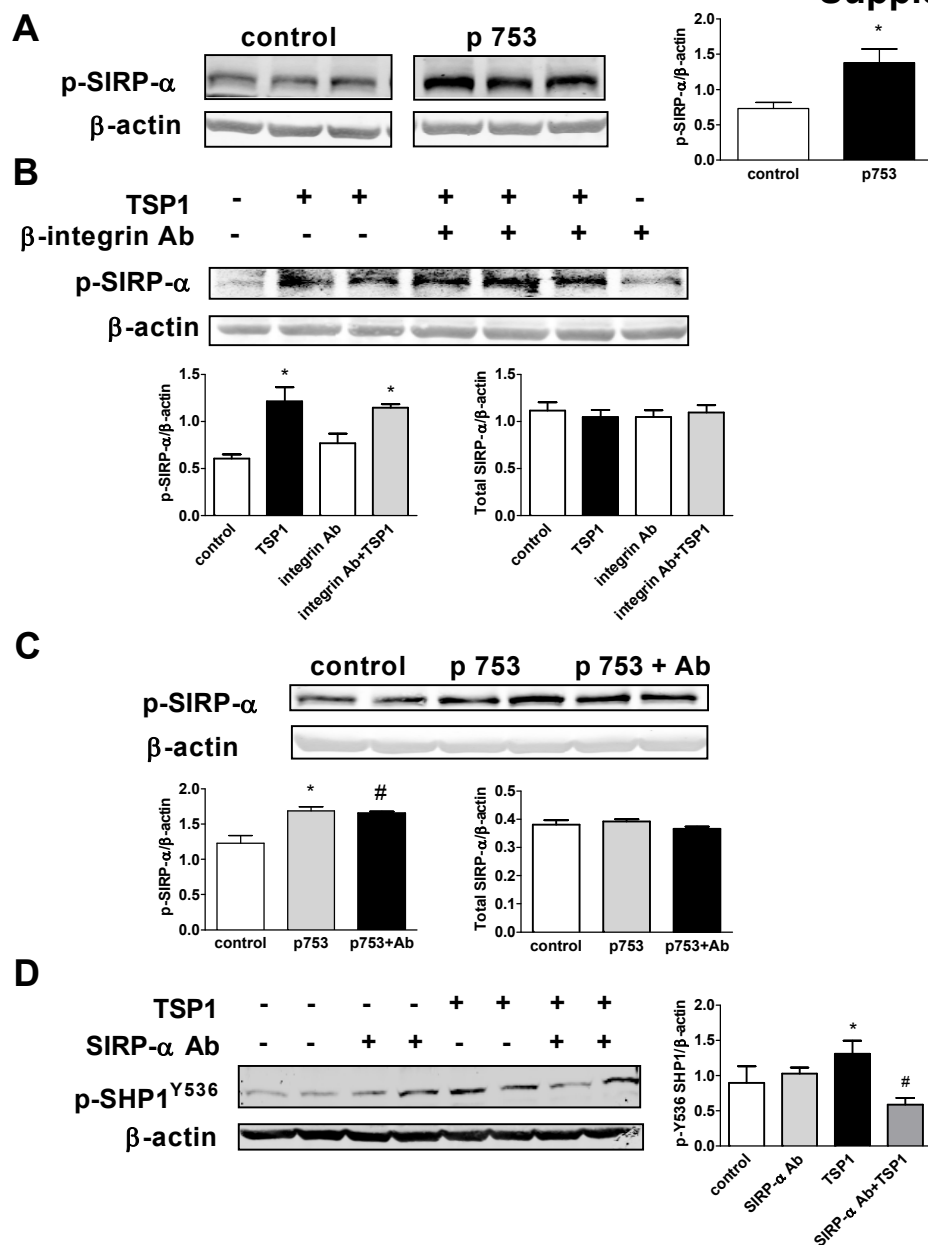 Supple
A
control p 753
p-SIRP-α
β-actin
p-SIRP-α/β-actin
2.0
1.5
1.0
0.5
0.0
*
control p753
B
TSP1 - + + + + + -
β-integrin Ab - - - + + + +
p-SIRP-α
β-actin
p-SIRP-α/β-actin
1.5
1.0
0.5
0.0
* *
control TSP1 integrin Ab integrin Ab+TSP1
Total SIRP-α/β-actin
1.5
1.0
0.5
0.0
control TSP1 integrin Ab integrin Ab+TSP1
C
control p 753 p 753 + Ab
p-SIRP-α
β-actin
p-SIRP-α/β-actin
2.0
1.5
1.0
0.5
0.0
* #
control p753 p753+Ab
Total SIRP-α/β-actin
0.5
0.4
0.3
0.2
0.1
0.0
control p753 p753+Ab
D
TSP1 - - - - + + + +
SIRP-α Ab - - + + - - + +
p-SHP1Y536
β-actin
p-Y536 SHP1/β-actin
2.0
1.5
1.0
0.5
0.0
* #
control SIRP-α Ab TSP1 SIRP-α Ab+TSP1